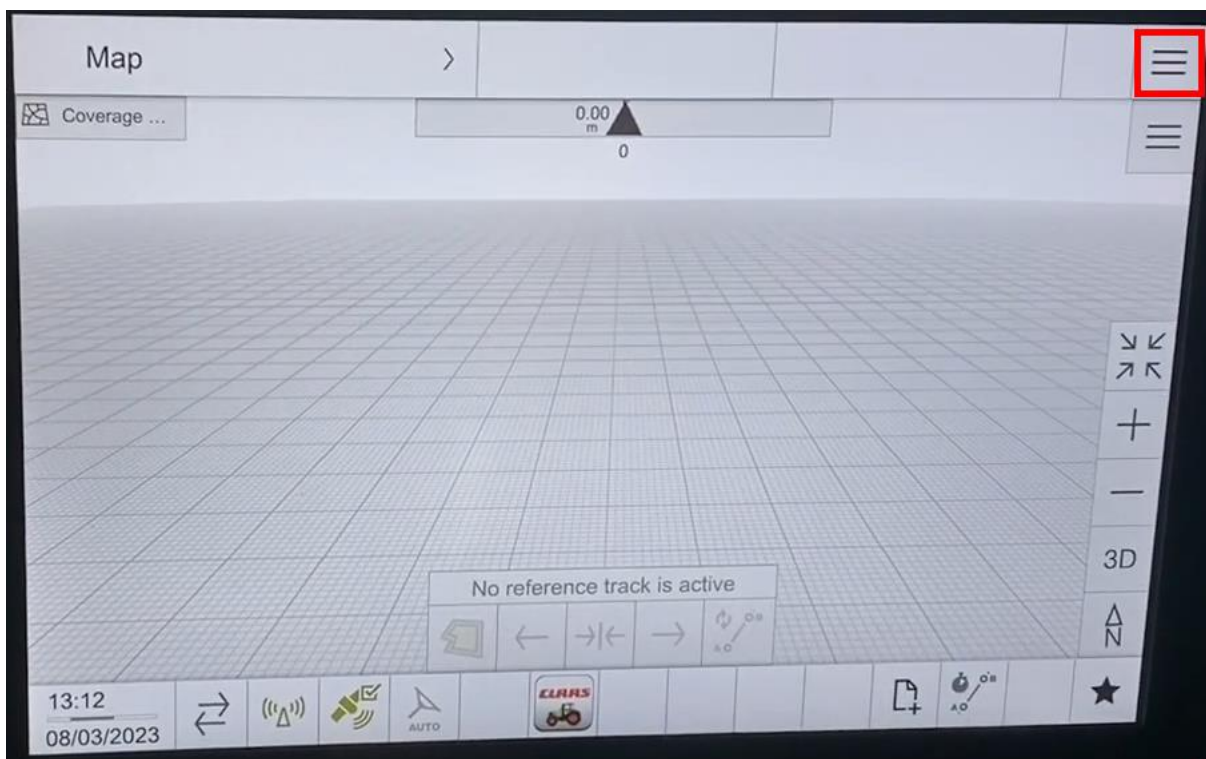 Map
Coverage ...
0.00
m
0
3D
N
No reference track is active
13:12
08/03/2023
AUTO
CLAAS